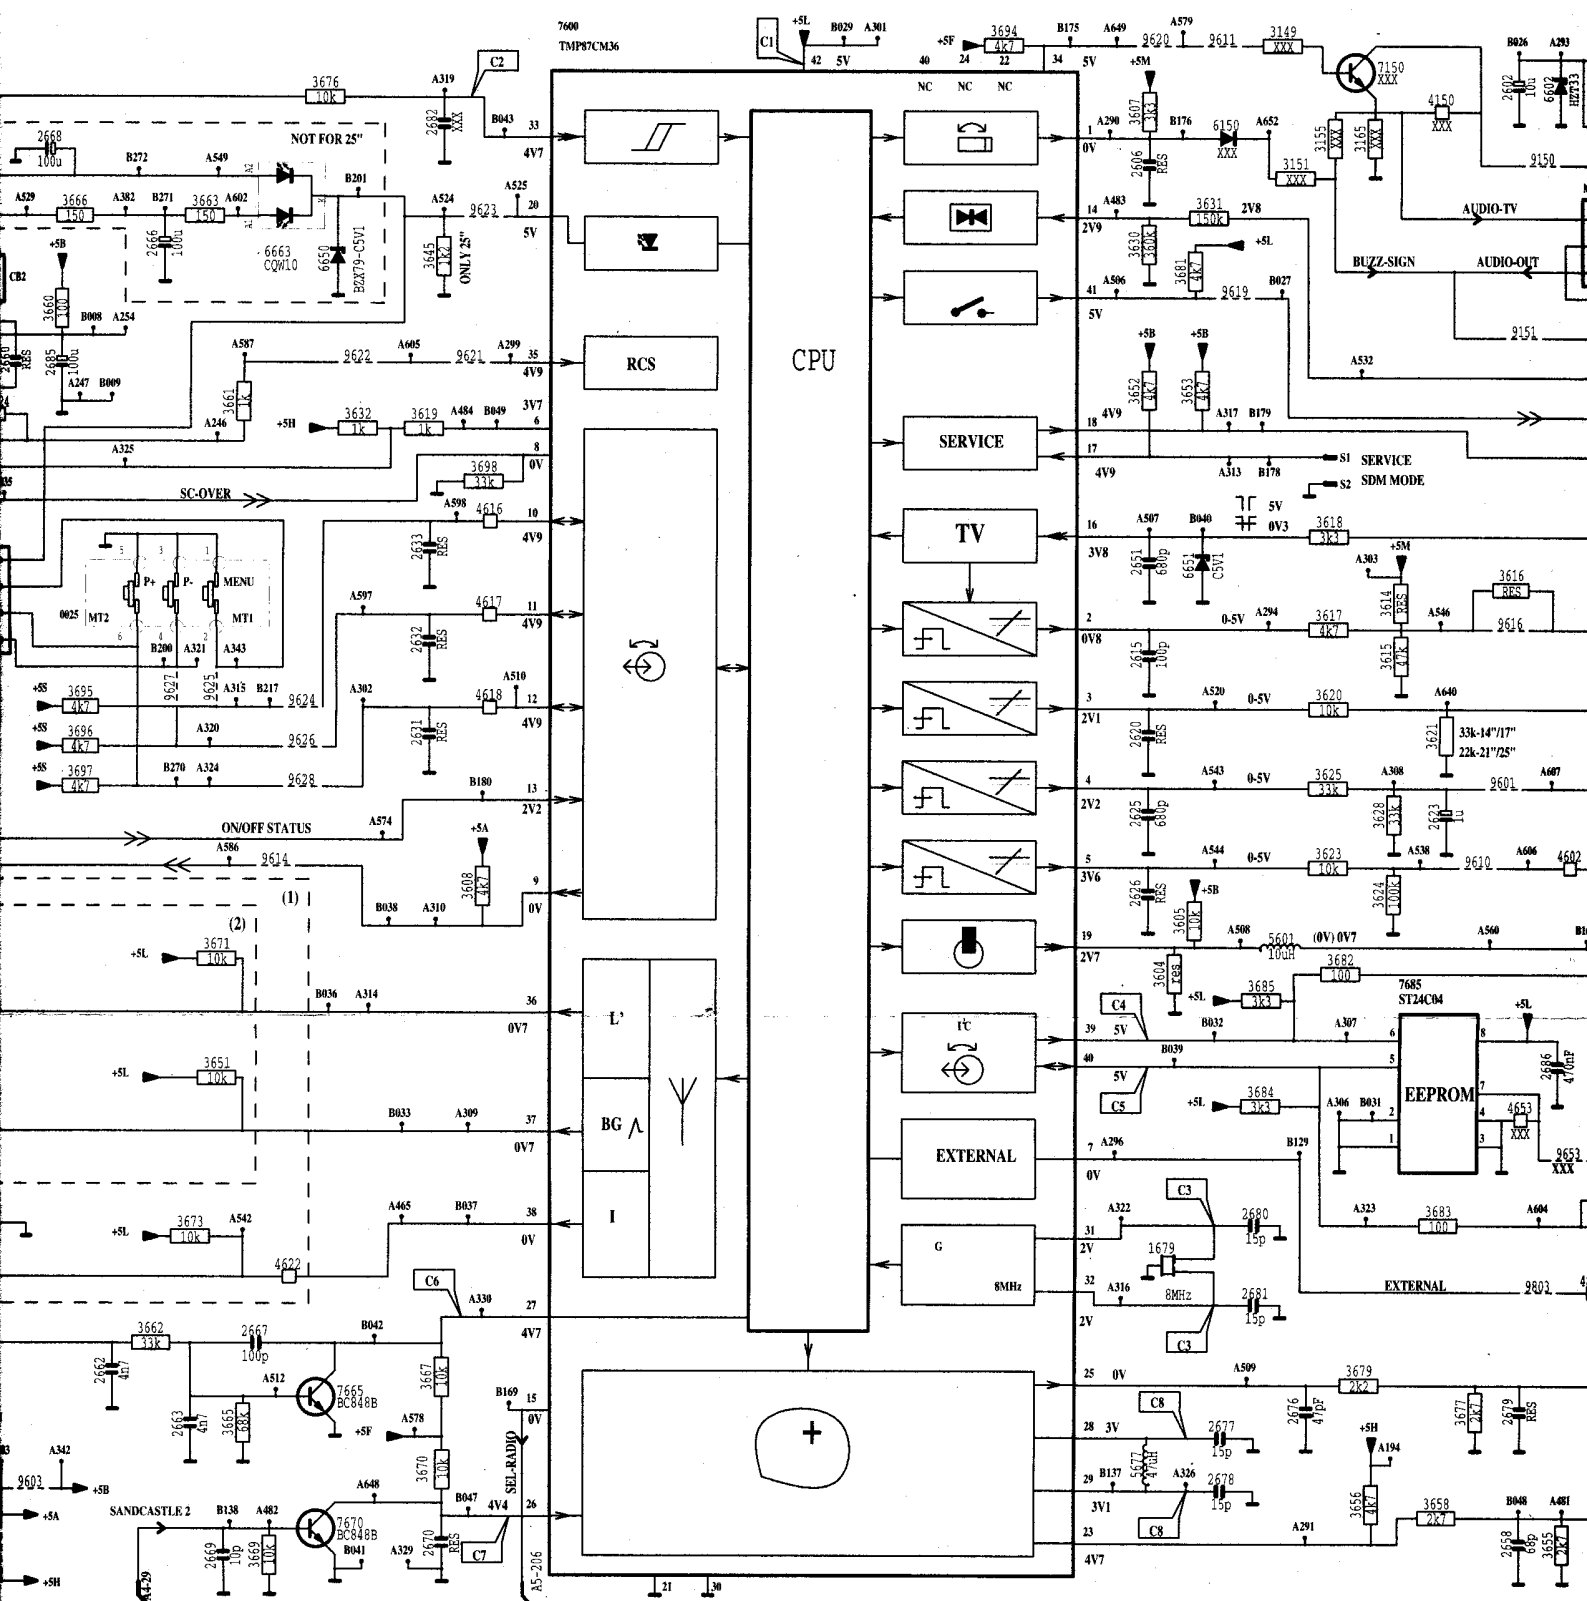 7600
TMP87CM36
C1
+5L
B029
A301
42
5V
+5F
3694
4k7
B175
A649
A579
9620
9611
3149
XXX
40
24
22
34
5V
NC
NC
NC
7150
XXX
B026
A293
2602
10u
6602
HZT33
C2
3676
10k
A319
2682
XXX
B043
33
4V7
+5M
3607
3k3
1
A290
0V
B176
6150
XXX
A652
2606
RES
3151
XXX
3155
XXX
3165
XXX
4150
XXX
9150
2668
100u
NOT FOR 25"
B272
A549
A2
B201
A529
3666
150
A382
B271
3663
150
A602
A1
K
2666
100u
6663
CQW10
6650
BZX79-C5V1
A524
9623
A525
20
5V
3645
1k2
ONLY 25"
14
A483
2V9
3631
150k
2V8
3630
360k
3681
4k7
+5L
AUDIO-TV
BUZZ-SIGN
AUDIO-OUT
9151
+5B
CB2
3660
100
B008
A254
2660
RES
2685
100u
A247
B009
41
A506
5V
9619
B027
CPU
A587
9622
A605
9621
A299
35
4V9
RCS
3661
1k
A246
+5H
3632
1k
3619
1k
A484
B049
3V7
6
8
0V
A325
+5B
+5B
3652
4k7
3653
4k7
A532
4V9
18
A317
B179
SERVICE
17
4V9
A313
B178
S1 SERVICE
S2 SDM MODE
5V
0V3
3698
33k
SC-OVER
A598
4616
10
4V9
2633
RES
TV
16
3V8
A507
B040
2651
680p
6651
C5V1
3618
3k3
+5M
A303
3614
RES
3616
RES
9616
5
3
1
P+
P-
MENU
0025
MT2
MT1
6
4
2
B200
A321
A343
A597
4617
11
4V9
2632
RES
2
0V8
2615
100p
0-5V
A294
3617
4k7
A546
3615
47k
+5S
3695
4k7
9627
9625
A315
B217
9624
A302
4618
A510
12
4V9
2631
RES
+5S
3696
4k7
A320
9626
+5S
3697
4k7
B270
A324
9628
3
2V1
A520
0-5V
3620
10k
2620
RES
A640
3621
33k-14"/17"
22k-21"/25"
B180
13
2V2
4
2V2
A543
0-5V
3625
33k
A308
9601
A607
2625
680p
3628
33k
2623
1u
ON/OFF STATUS
A574
A586
9614
+5A
3608
4k7
9
0V
B038
A310
5
3V6
A544
0-5V
3623
10k
A538
9610
A606
4602
2626
RES
+5B
3605
10k
3624
100k
(1)
(2)
+5L
3671
10k
19
2V7
A508
5601
10uH
(0V) 0V7
A560
3604
res.
3682
100
B036
A314
36
0V7
L'
+5L
3685
3k3
7685
ST24C04
+5L
C4
39
5V
B032
A307
I²C
6
8
40
5V
B039
5
2686
470nF
C5
+5L
3651
10k
+5L
3684
3k3
EEPROM
7
A306
B031
2
4
4653
XXX
1
3
9653
XXX
B033
A309
37
0V7
BG
EXTERNAL
7
A296
0V
B129
A465
B037
38
0V
I
+5L
3673
10k
A542
4622
C3
31
2V
A322
2680
15p
G
8MHz
1679
8MHz
32
2V
A316
2681
15p
C3
A323
3683
100
A604
EXTERNAL
9803
C6
A330
27
4V7
3662
33k
2667
100p
B042
2662
4n7
3667
10k
7665
BC848B
A512
2663
4n7
3665
68k
B169
15
0V
25
0V
A509
3679
2k2
2676
47pF
3677
2k7
2679
RES
+5F
A578
3670
10k
SEL-RADIO
C8
28
3V
2677
15p
5677
47uH
29
3V1
B137
A326
2678
15p
C8
+5H
A194
3656
4k7
3658
2k7
A342
9603
+5B
+5A
+5H
A648
B047
4V4
26
SANDCASTLE 2
B138
A482
7670
BC848B
2669
10p
3669
10k
B041
A329
2670
RES
C7
23
4V7
A291
B048
A481
2658
68p
3655
2k7
A4-29
A5-206
21
30